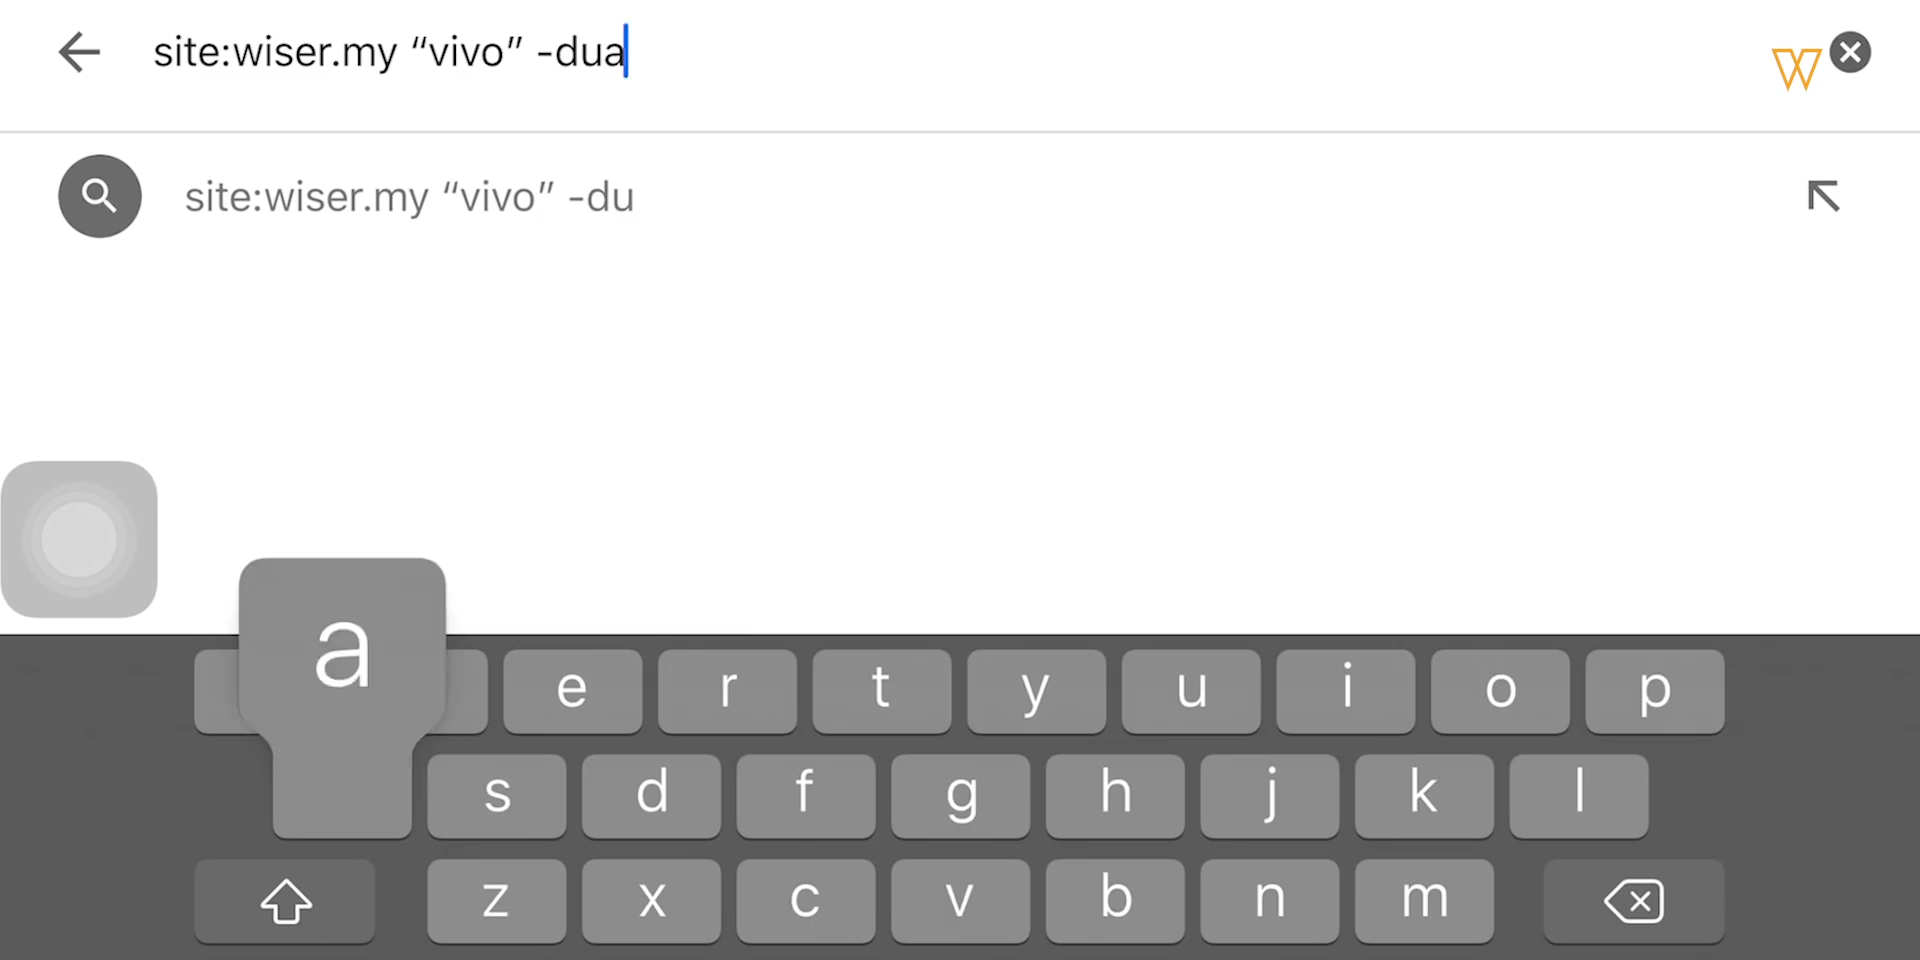 site:wiser.my “vivo” -dua
W
site:wiser.my “vivo” -du
a
e r t y u i o p
s d f g h j k l
z x c v b n m